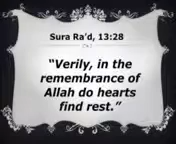 Sura Ra’d, 13:28
“Verily, in the
remembrance of
Allah do hearts
find rest.”